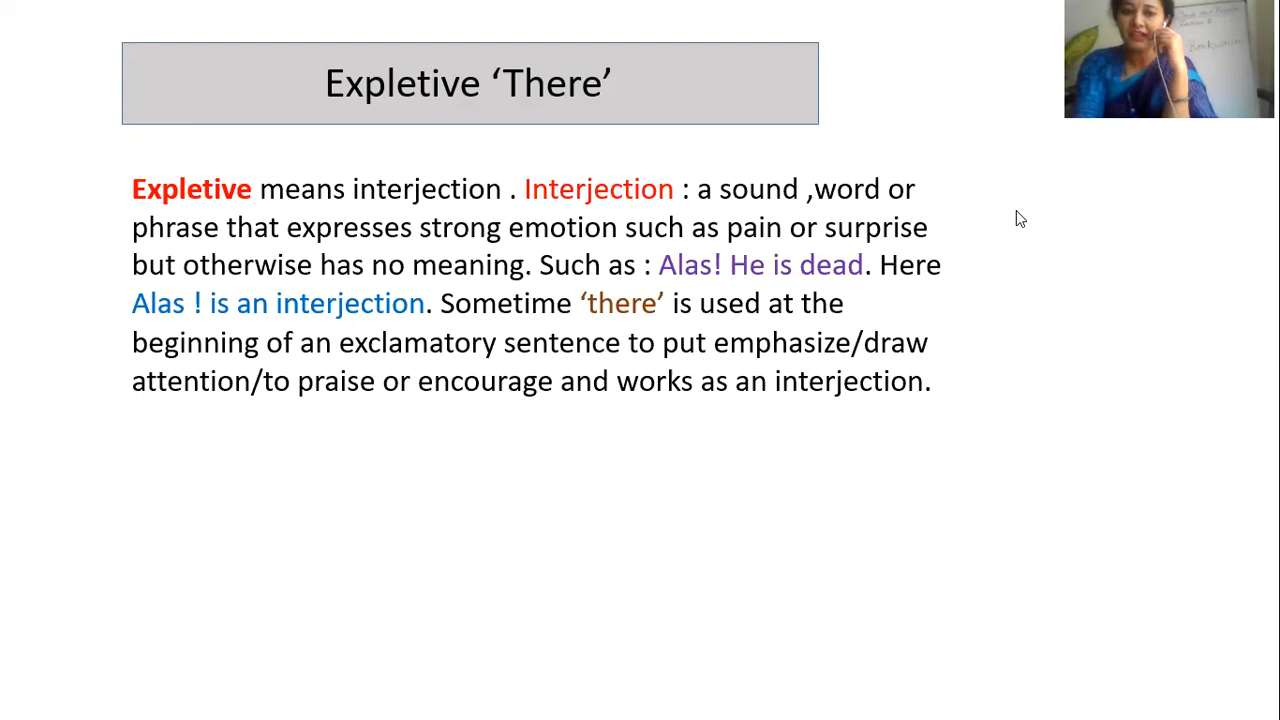 Expletive ‘There’
Expletive means interjection . Interjection : a sound ,word or
phrase that expresses strong emotion such as pain or surprise
but otherwise has no meaning. Such as : Alas! He is dead. Here
Alas ! is an interjection. Sometime ‘there’ is used at the
beginning of an exclamatory sentence to put emphasize/draw
attention/to praise or encourage and works as an interjection.